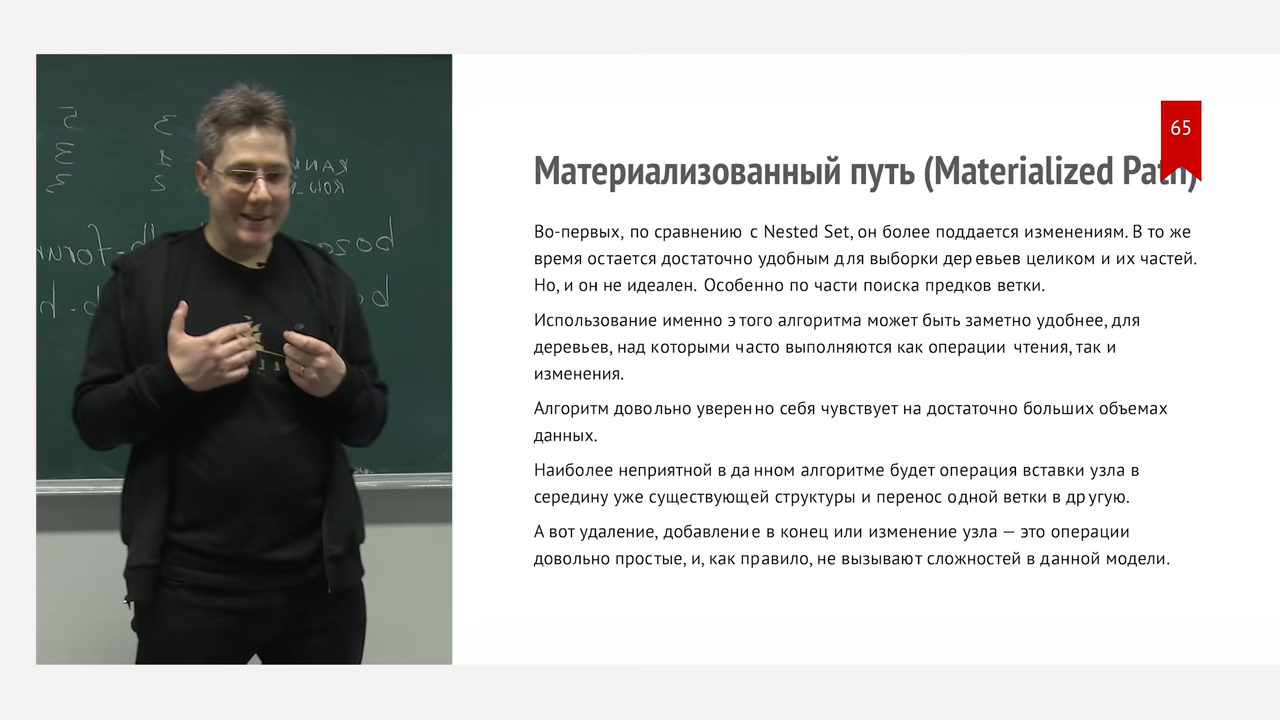 65
Материализованный путь (Materialized Path)
Во-первых, по сравнению с Nested Set, он более поддается изменениям. В то же
время остается достаточно удобным для выборки деревьев целиком и их частей.
Но, и он не идеален. Особенно по части поиска предков ветки.
Использование именно этого алгоритма может быть заметно удобнее, для
деревьев, над которыми часто выполняются как операции чтения, так и
изменения.
Алгоритм довольно уверенно себя чувствует на достаточно больших объемах
данных.
Наиболее неприятной в данном алгоритме будет операция вставки узла в
середину уже существующей структуры и перенос одной ветки в другую.
А вот удаление, добавление в конец или изменение узла — это операции
довольно простые, и, как правило, не вызывают сложностей в данной модели.